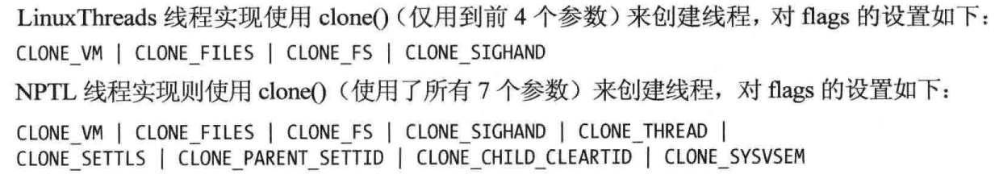 LinuxThreads 线程实现使用 clone()（仅用到前 4 个参数）来创建线程，对 flags 的设置如下：
CLONE_VM | CLONE_FILES | CLONE_FS | CLONE_SIGHAND
NPTL 线程实现则使用 clone()（使用了所有 7 个参数）来创建线程，对 flags 的设置如下：
CLONE_VM | CLONE_FILES | CLONE_FS | CLONE_SIGHAND | CLONE_THREAD |
CLONE_SETTLS | CLONE_PARENT_SETTID | CLONE_CHILD_CLEARTID | CLONE_SYSVSEM